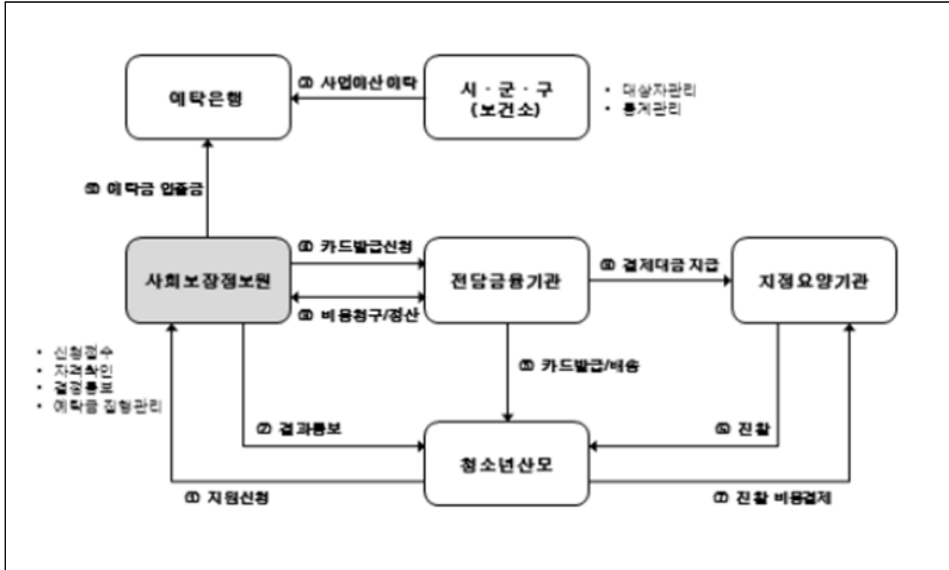 사업예산 예탁
예탁은행
시·군·구
(보건소)
• 대상자관리
• 통계관리
예탁금 입출금
카드발급신청
사회보장정보원
전담금융기관
결제대금 지급
지정요양기관
비용청구/정산
• 신청접수
• 자격확인
• 결정통보
• 예탁금 집행관리
⑤ 카드발급/배송
결과통보
⑥ 진찰
청소년산모
① 지원신청
⑦ 진찰 비용결제